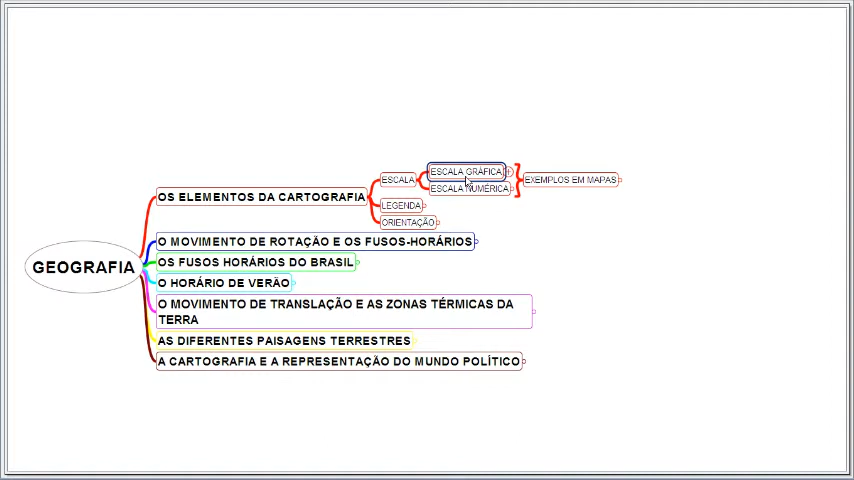 GEOGRAFIA
OS ELEMENTOS DA CARTOGRAFIA
ESCALA
ESCALA GRÁFICA
ESCALA NUMÉRICA
EXEMPLOS EM MAPAS
LEGENDA
ORIENTAÇÃO
O MOVIMENTO DE ROTAÇÃO E OS FUSOS-HORÁRIOS
OS FUSOS HORÁRIOS DO BRASIL
O HORÁRIO DE VERÃO
O MOVIMENTO DE TRANSLAÇÃO E AS ZONAS TÉRMICAS DA
TERRA
AS DIFERENTES PAISAGENS TERRESTRES
A CARTOGRAFIA E A REPRESENTAÇÃO DO MUNDO POLÍTICO